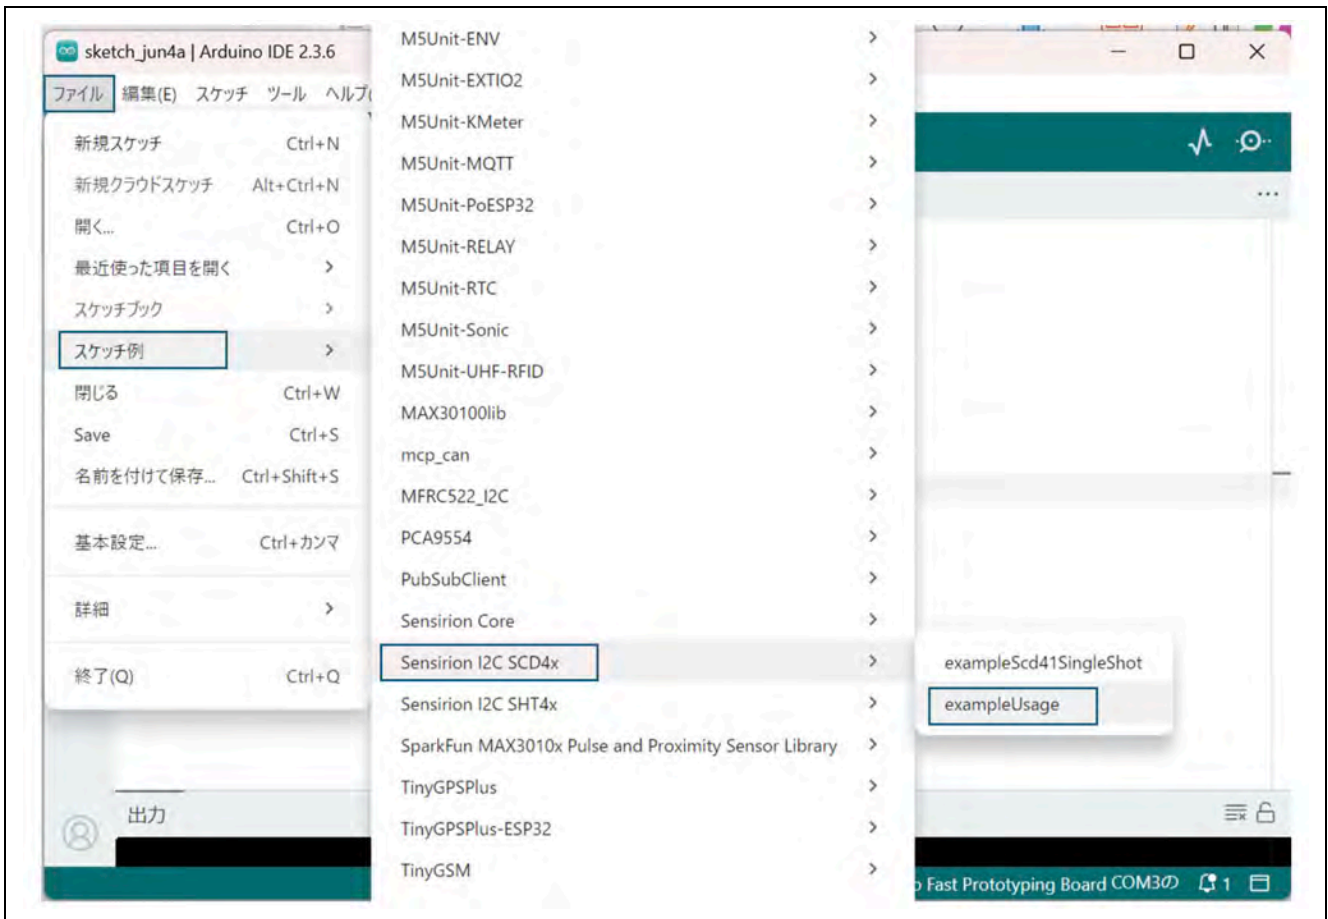 sketch_jun4a | Arduino IDE 2.3.6
ファイル 編集(E) スケッチ ツール ヘルプ(
新規スケッチ Ctrl+N
新規クラウドスケッチ Alt+Ctrl+N
開く... Ctrl+O
最近使った項目を開く
スケッチブック
スケッチ例
閉じる Ctrl+W
Save Ctrl+S
名前を付けて保存... Ctrl+Shift+S
基本設定... Ctrl+カンマ
詳細
終了(Q) Ctrl+Q
M5Unit-ENV
M5Unit-EXTIO2
M5Unit-KMeter
M5Unit-MQTT
M5Unit-PoESP32
M5Unit-RELAY
M5Unit-RTC
M5Unit-Sonic
M5Unit-UHF-RFID
MAX30100lib
mcp_can
MFRC522_I2C
PCA9554
PubSubClient
Sensirion Core
Sensirion I2C SCD4x
Sensirion I2C SHT4x
SparkFun MAX3010x Pulse and Proximity Sensor Library
TinyGPSPlus
TinyGPSPlus-ESP32
TinyGSM
exampleScd41SingleShot
exampleUsage
出力
Fast Prototyping Board COM3の 1